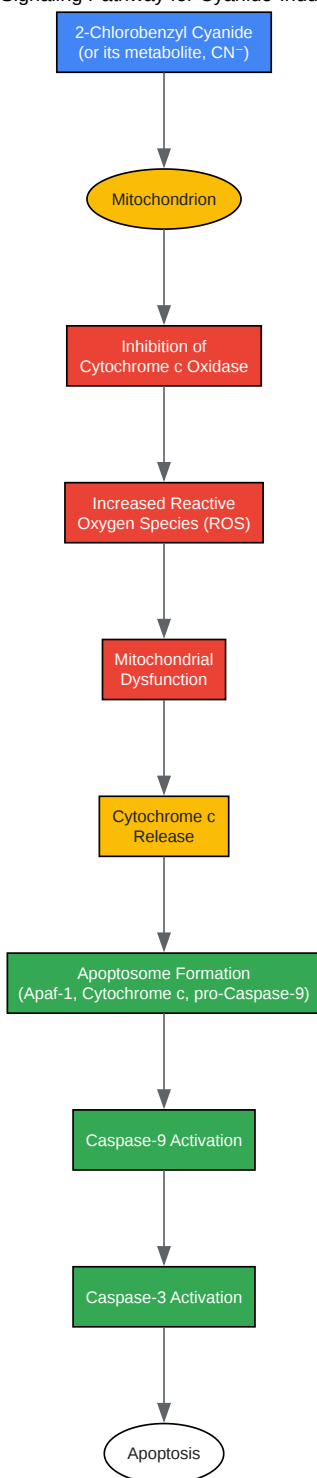 Signaling Pathway for Cyanide-Indu
2-Chlorobenzyl Cyanide
(or its metabolite, CN⁻)
Mitochondrion
Inhibition of
Cytochrome c Oxidase
Increased Reactive
Oxygen Species (ROS)
Mitochondrial
Dysfunction
Cytochrome c
Release
Apoptosome Formation
(Apaf-1, Cytochrome c, pro-Caspase-9)
Caspase-9 Activation
Caspase-3 Activation
Apoptosis